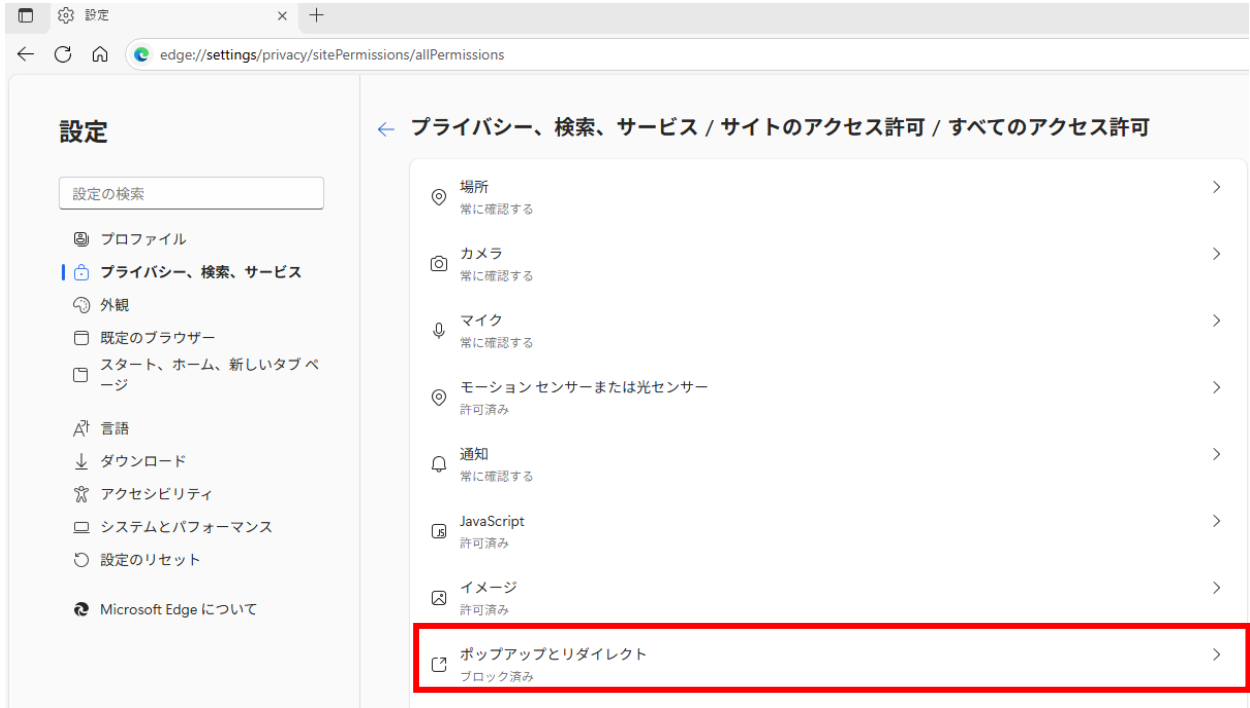 設定
edge://settings/privacy/sitePermissions/allPermissions
設定
設定の検索
プロファイル
プライバシー、検索、サービス
外観
既定のブラウザー
スタート、ホーム、新しいタブ ペ
ージ
言語
ダウンロード
アクセシビリティ
システムとパフォーマンス
設定のリセット
Microsoft Edge について
プライバシー、検索、サービス / サイトのアクセス許可 / すべてのアクセス許可
場所
常に確認する
カメラ
常に確認する
マイク
常に確認する
モーション センサーまたは光センサー
許可済み
通知
常に確認する
JavaScript
許可済み
イメージ
許可済み
ポップアップとリダイレクト
ブロック済み